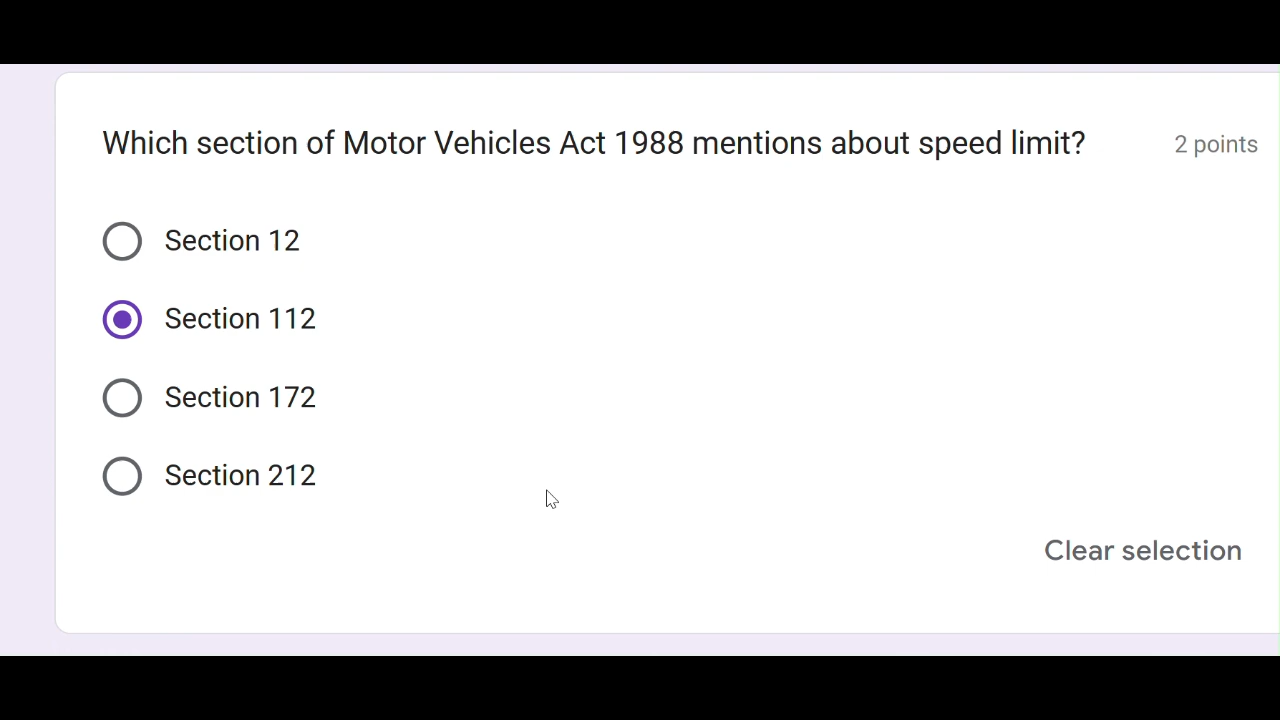 Which section of Motor Vehicles Act 1988 mentions about speed limit?
2 points
Section 12
Section 112
Section 172
Section 212
Clear selection